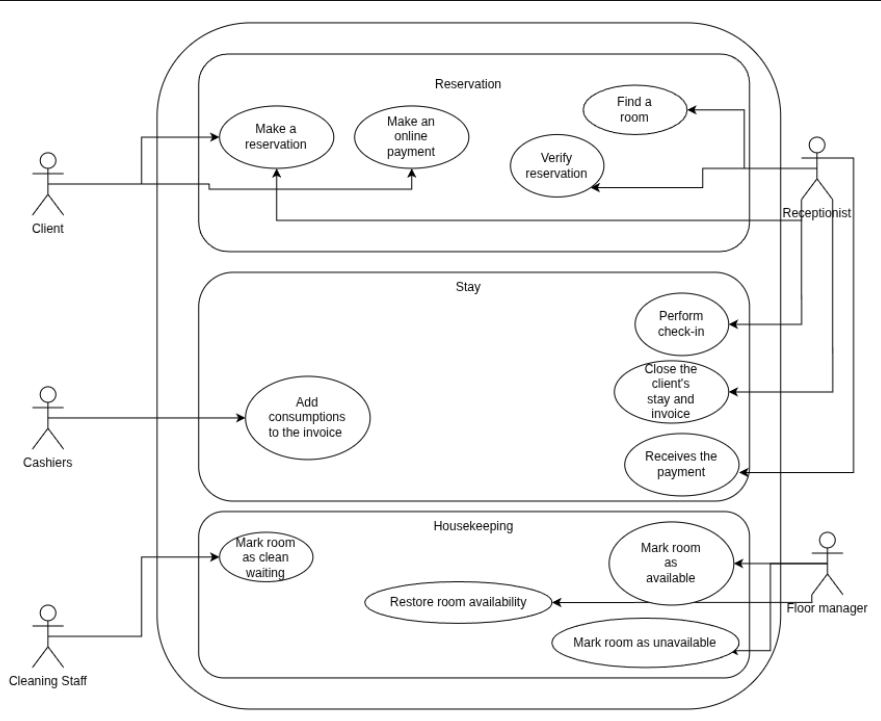 Reservation
Make a
reservation
Make an
online
payment
Find a
room
Verify
reservation
Client
Receptionist
Stay
Perform
check-in
Close the
client's
stay and
invoice
Add
consumptions
to the invoice
Receives the
payment
Cashiers
Housekeeping
Mark room
as clean
waiting
Mark room
as
available
Restore room availability
Floor manager
Mark room as unavailable
Cleaning Staff